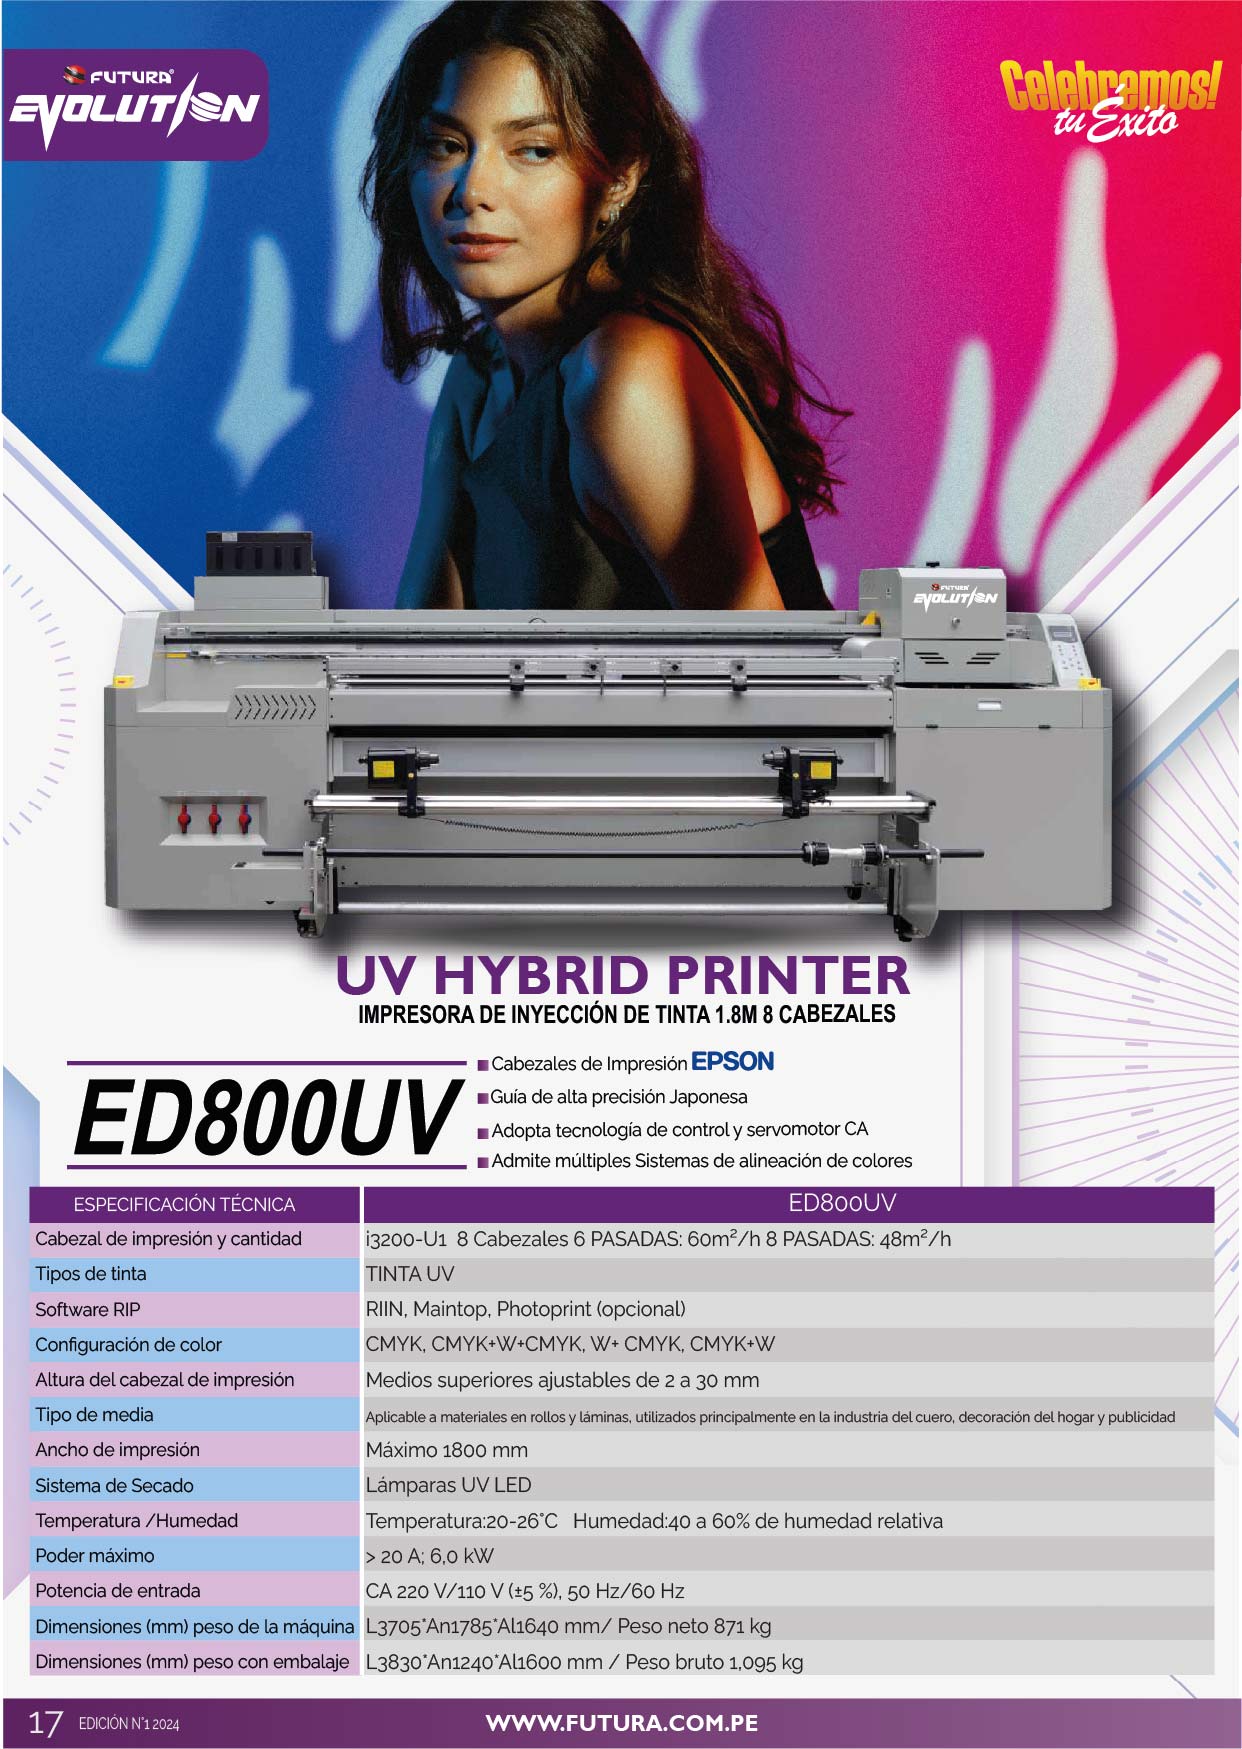 FUTURA®
EVOLUTION
Celebramos!
tu Éxito
FUTURA®
EVOLUTION
UV HYBRID PRINTER
IMPRESORA DE INYECCIÓN DE TINTA 1.8M 8 CABEZALES
ED800UV
Cabezales de Impresión EPSON
Guía de alta precisión Japonesa
Adopta tecnología de control y servomotor CA
Admite múltiples Sistemas de alineación de colores
ESPECIFICACIÓN TÉCNICA ED800UV
Cabezal de impresión y cantidad i3200-U1 8 Cabezales 6 PASADAS: 60m²/h 8 PASADAS: 48m²/h
Tipos de tinta TINTA UV
Software RIP RIIN, Maintop, Photoprint (opcional)
Configuración de color CMYK, CMYK+W+CMYK, W+ CMYK, CMYK+W
Altura del cabezal de impresión Medios superiores ajustables de 2 a 30 mm
Tipo de media Aplicable a materiales en rollos y láminas, utilizados principalmente en la industria del cuero, decoración del hogar y publicidad
Ancho de impresión Máximo 1800 mm
Sistema de Secado Lámparas UV LED
Temperatura /Humedad Temperatura:20-26°C Humedad:40 a 60% de humedad relativa
Poder máximo > 20 A; 6,0 kW
Potencia de entrada CA 220 V/110 V (±5 %), 50 Hz/60 Hz
Dimensiones (mm) peso de la máquina L3705*An1785*Al1640 mm/ Peso neto 871 kg
Dimensiones (mm) peso con embalaje L3830*An1240*Al1600 mm / Peso bruto 1,095 kg
17 EDICIÓN N°1 2024 WWW.FUTURA.COM.PE